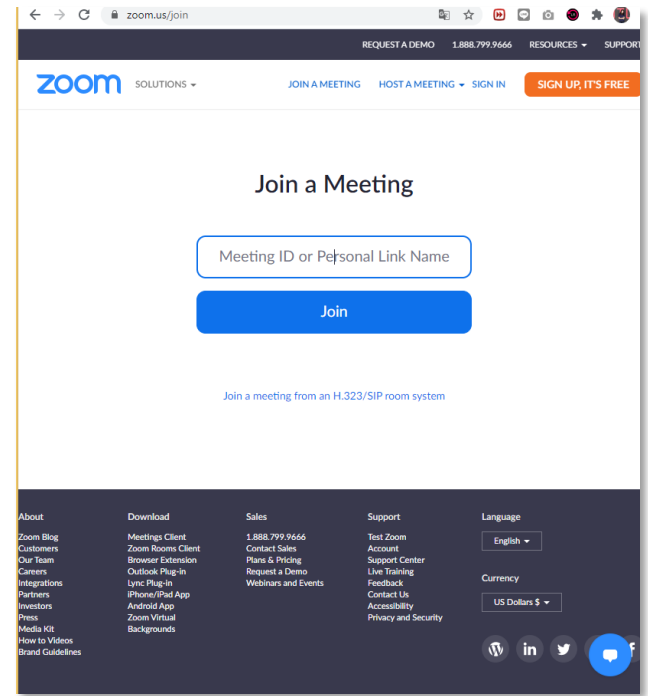 zoom.us/join
REQUEST A DEMO 1.888.799.9666 RESOURCES SUPPORT
zoom SOLUTIONS JOIN A MEETING HOST A MEETING SIGN IN SIGN UP, IT'S FREE
Join a Meeting
Meeting ID or Personal Link Name
Join
Join a meeting from an H.323/SIP room system
About
Zoom Blog
Customers
Our Team
Careers
Integrations
Partners
Investors
Press
Media Kit
How to Videos
Brand Guidelines
Download
Meetings Client
Zoom Rooms Client
Browser Extension
Outlook Plug-in
Lync Plug-in
iPhone/iPad App
Android App
Zoom Virtual
Backgrounds
Sales
1.888.799.9666
Contact Sales
Plans & Pricing
Request a Demo
Webinars and Events
Support
Test Zoom
Account
Support Center
Live Training
Feedback
Contact Us
Accessibility
Privacy and Security
Language
English
Currency
US Dollars $
in